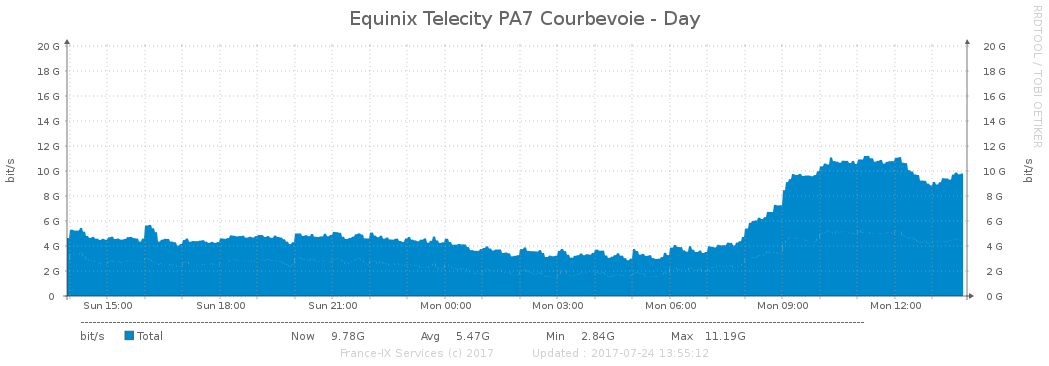 Equinix Telecity PA7 Courbevoie - Day
RRDTOOL / TOBI OETIKER
20 G 20 G
18 G 18 G
16 G 16 G
14 G 14 G
12 G 12 G
10 G 10 G
8 G 8 G
6 G 6 G
4 G 4 G
2 G 2 G
0 0 G
bit/s
bit/s
Sun 15:00 Sun 18:00 Sun 21:00 Mon 00:00 Mon 03:00 Mon 06:00 Mon 09:00 Mon 12:00
bit/s Total Now 9.78G Avg 5.47G Min 2.84G Max 11.19G
France-IX Services (c) 2017 Updated : 2017-07-24 13:55:12